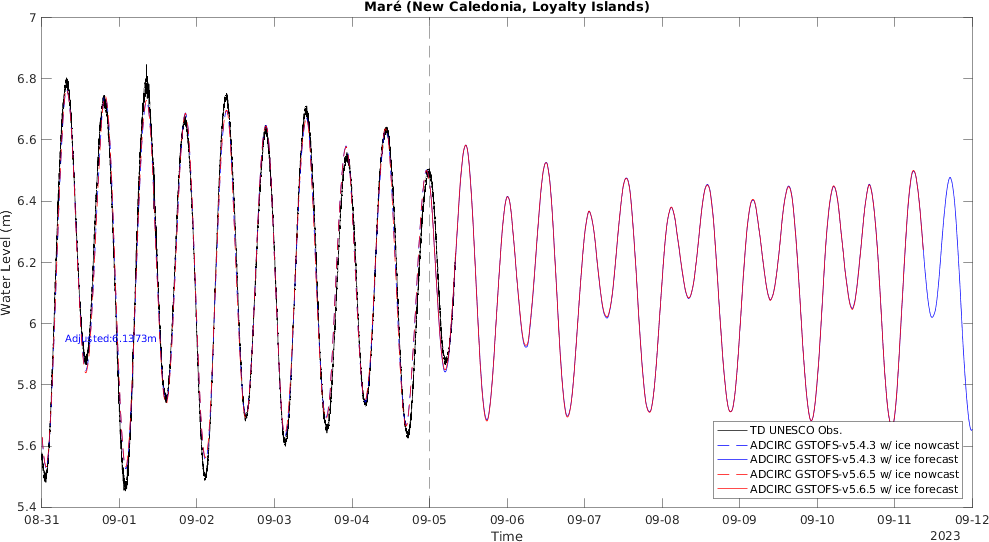 Maré (New Caledonia, Loyalty Islands)
7
6.8
6.6
6.4
6.2
6
5.8
5.6
5.4
Water Level (m)
Adjusted:6.1373m
TD UNESCO Obs.
ADCIRC GSTOFS-v5.4.3 w/ ice nowcast
ADCIRC GSTOFS-v5.4.3 w/ ice forecast
ADCIRC GSTOFS-v5.6.5 w/ ice nowcast
ADCIRC GSTOFS-v5.6.5 w/ ice forecast
08-31 09-01 09-02 09-03 09-04 09-05 09-06 09-07 09-08 09-09 09-10 09-11 09-12
Time
2023